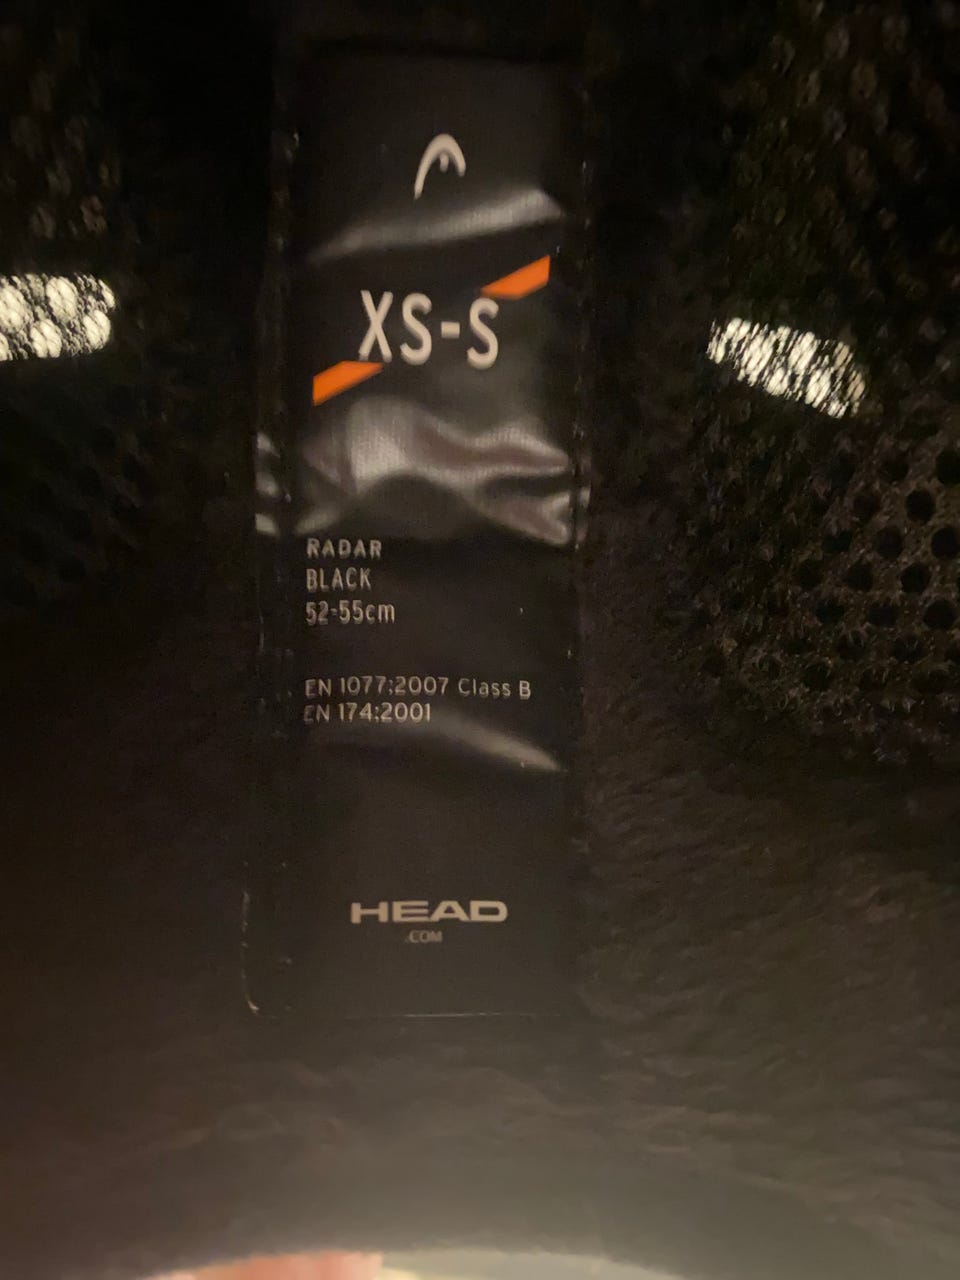 XS-S
RADAR
BLACK
52-55cm
EN 1077:2007 Class B
EN 174:2001
HEAD
.COM